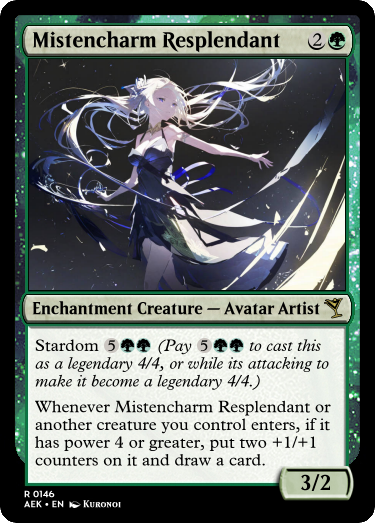 Mistencharm Resplendant 2
Enchantment Creature — Avatar Artist
Stardom 5 (Pay 5 to cast this
as a legendary 4/4, or while its attacking to
make it become a legendary 4/4.)
Whenever Mistencharm Resplendant or
another creature you control enters, if it
has power 4 or greater, put two +1/+1
counters on it and draw a card.
3/2
R 0146
AEK • EN Kuronoi